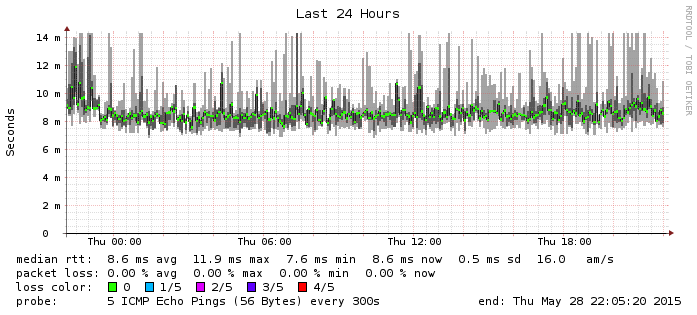 Last 24 Hours
RRDTOOL / TOBI OETIKER
Seconds
14 m
12 m
10 m
8 m
6 m
4 m
2 m
0
Thu 00:00 Thu 06:00 Thu 12:00 Thu 18:00
median rtt: 8.6 ms avg 11.9 ms max 7.6 ms min 8.6 ms now 0.5 ms sd 16.0 am/s
packet loss: 0.00 % avg 0.00 % max 0.00 % min 0.00 % now
loss color: 0 1/5 2/5 3/5 4/5
probe: 5 ICMP Echo Pings (56 Bytes) every 300s end: Thu May 28 22:05:20 2015